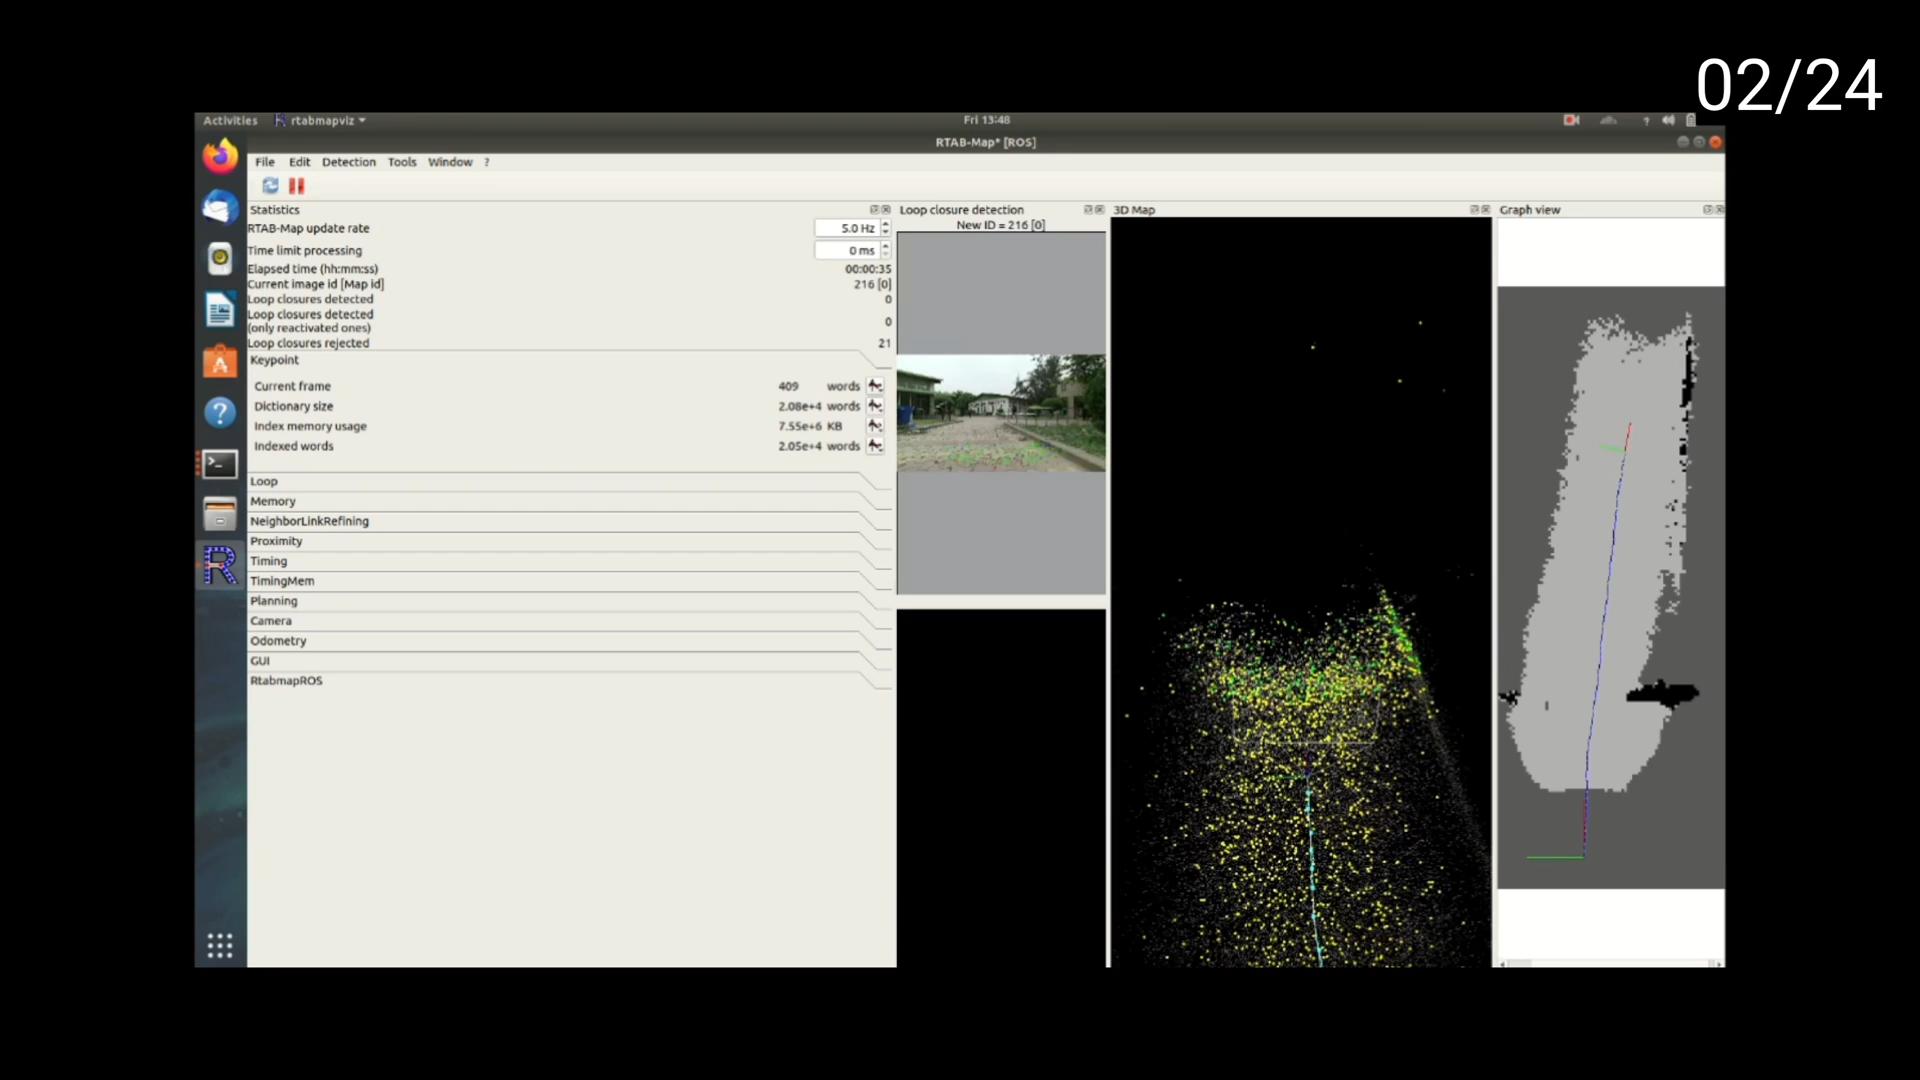 02/24
Activities rtabmapviz Fri 13:48
RTAB-Map* [ROS]
File Edit Detection Tools Window ?
Statistics
RTAB-Map update rate 5.0 Hz
Time limit processing 0 ms
Elapsed time (hh:mm:ss) 00:00:35
Current image id [Map id] 216 [0]
Loop closures detected 0
Loop closures detected
(only reactivated ones) 0
Loop closures rejected 21
Keypoint
Current frame 409 words
Dictionary size 2.08e+4 words
Index memory usage 7.55e+6 KB
Indexed words 2.05e+4 words
Loop
Memory
NeighborLinkRefining
Proximity
Timing
TimingMem
Planning
Camera
Odometry
GUI
RtabmapROS
Loop closure detection
New ID = 216 [0]
3D Map
Graph view